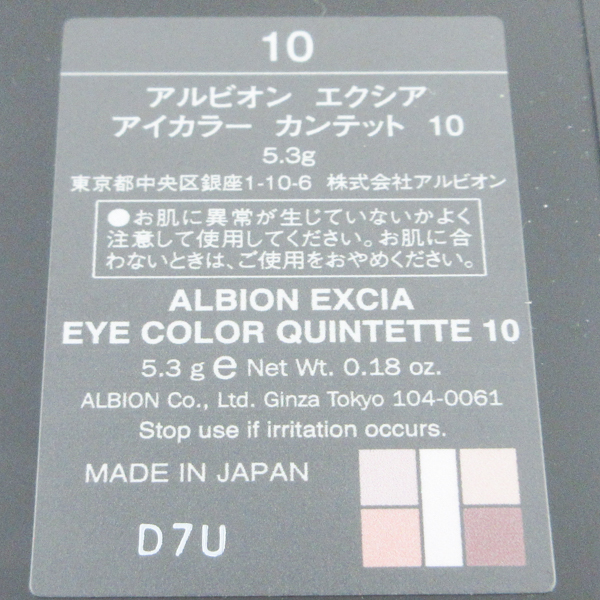 10
アルビオン エクシア
アイカラー カンテット 10
5.3g
東京都中央区銀座1-10-6 株式会社アルビオン
●お肌に異常が生じていないかよく
注意して使用してください。お肌に合
わないときは、ご使用をおやめください。
ALBION EXCIA
EYE COLOR QUINTETTE 10
5.3 g e Net Wt. 0.18 oz.
ALBION Co., Ltd. Ginza Tokyo 104-0061
Stop use if irritation occurs.
MADE IN JAPAN
D7U